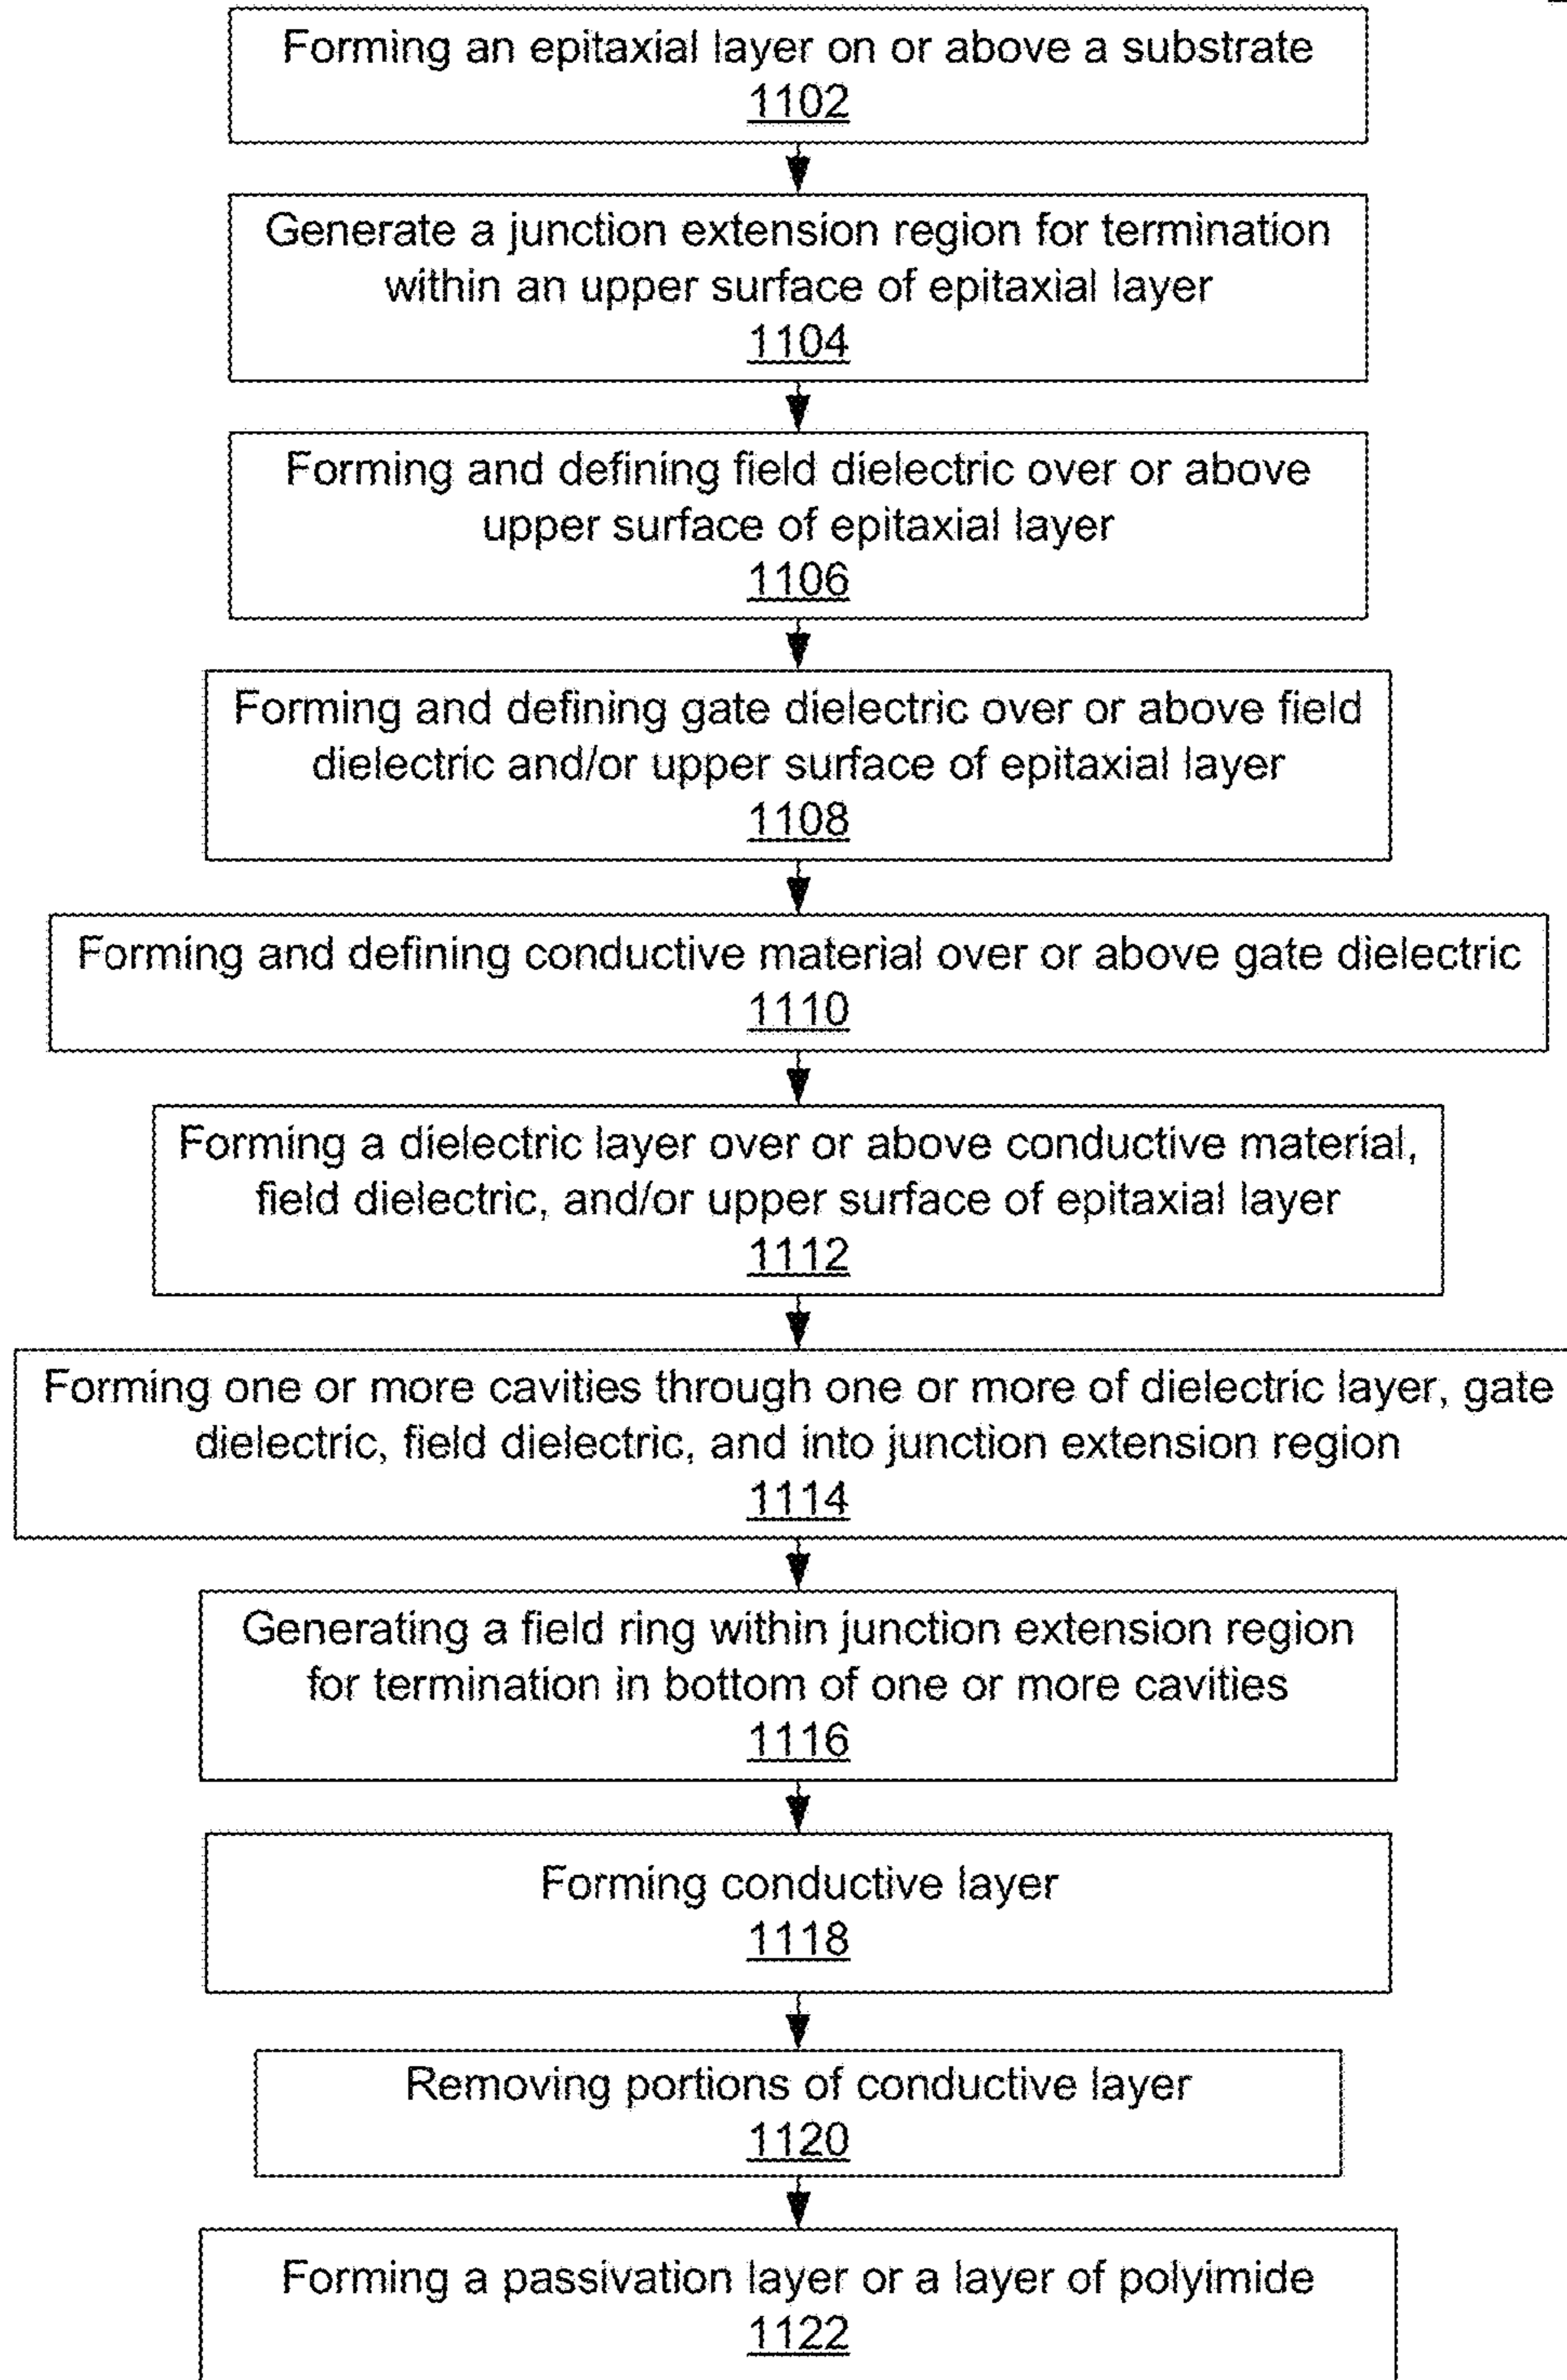 Forming an epitaxial layer on or above a substrate
1102
Generate a junction extension region for termination
within an upper surface of epitaxial layer
1104
Forming and defining field dielectric over or above
upper surface of epitaxial layer
1106
Forming and defining gate dielectric over or above field
dielectric and/or upper surface of epitaxial layer
1108
Forming and defining conductive material over or above gate dielectric
1110
Forming a dielectric layer over or above conductive material,
field dielectric, and/or upper surface of epitaxial layer
1112
Forming one or more cavities through one or more of dielectric layer, gate
dielectric, field dielectric, and into junction extension region
1114
Generating a field ring within junction extension region
for termination in bottom of one or more cavities
1116
Forming conductive layer
1118
Removing portions of conductive layer
1120
Forming a passivation layer or a layer of polyimide
1122